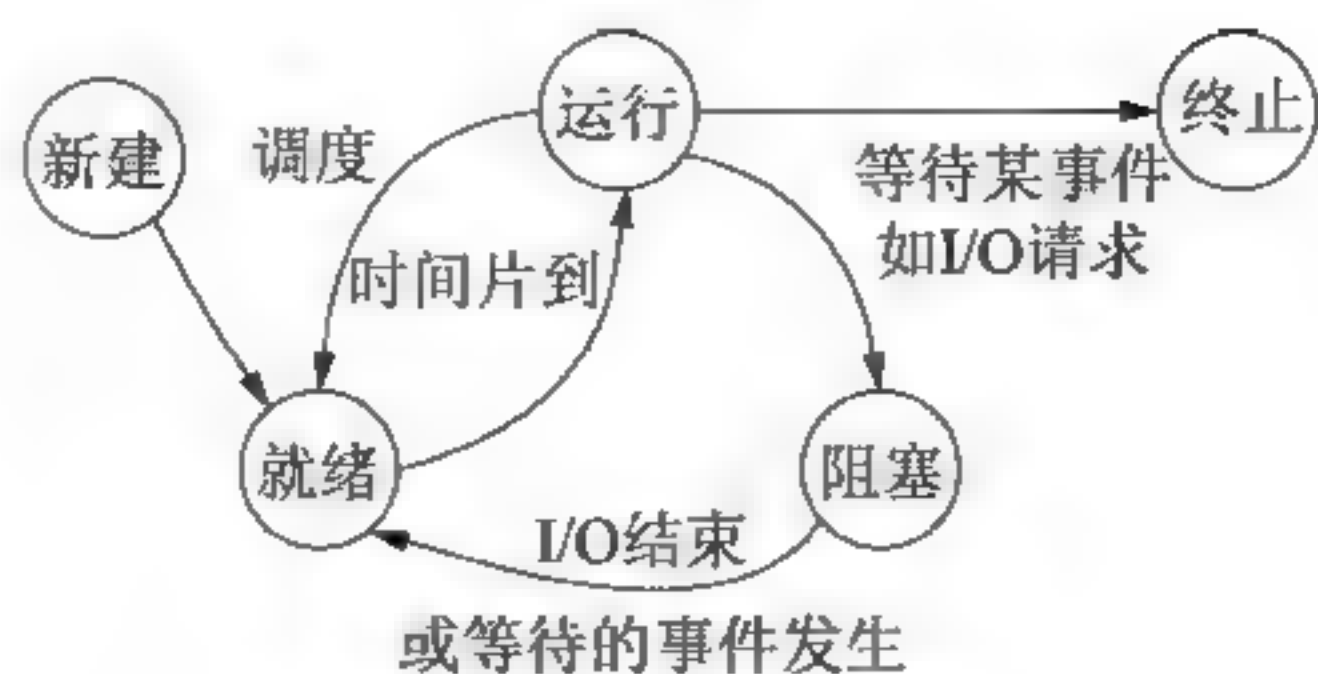 运行
终止
新建
调度
等待某事件
如I/O请求
时间片到
就绪
阻塞
I/O结束
或等待的事件发生